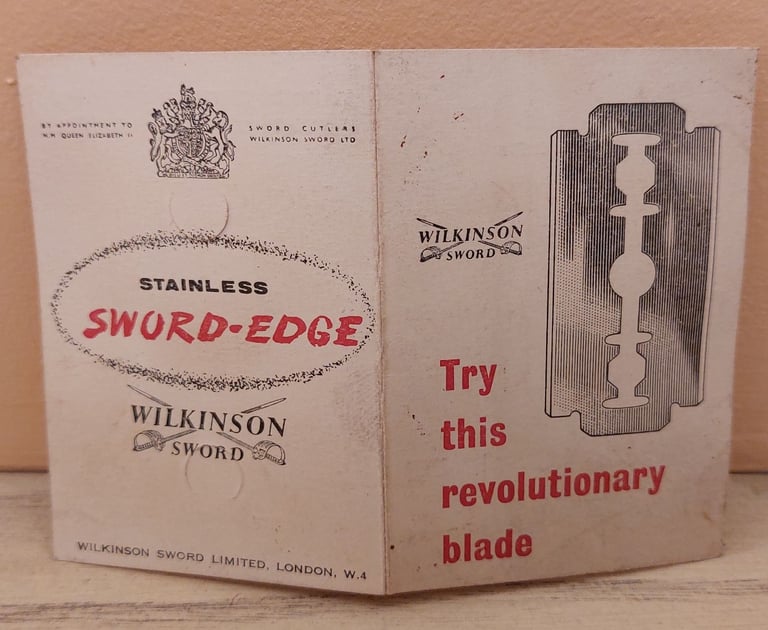 BY APPOINTMENT TO
H.M. QUEEN ELIZABETH II
SWORD CUTLERS
WILKINSON SWORD LTD
STAINLESS
SWORD-EDGE
WILKINSON
SWORD
WILKINSON SWORD LIMITED, LONDON, W.4
WILKINSON
SWORD
Try
this
revolutionary
blade